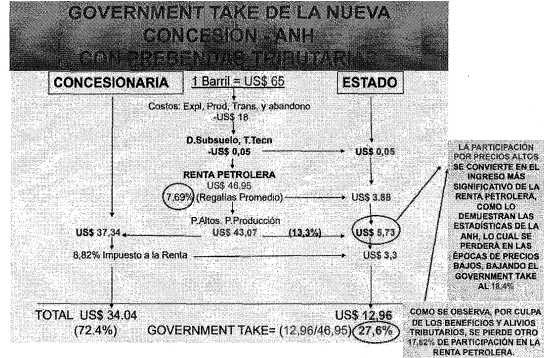 GOVERNMENT TAKE DE LA NUEVA
CONCESIÓN - ANH
CON PREBENDAS TRIBUTARIAS
CONCESIONARIA 1 Barril = US$ 65 ESTADO
Costos: Expl, Prod, Trans. y abandono
-US$ 18
D.Subsuelo, T.Tecn
-US$ 0,05 US$ 0,05
RENTA PETROLERA
US$ 46,95
7,69% (Regalías Promedio) US$ 3.88
P.Altos. P.Producción
US$ 37,34 US$ 43,07 (13,3%) US$ 5,73
8,82% Impuesto a la Renta US$ 3,3
TOTAL US$ 34.04 US$ 12,96
(72.4%) GOVERNMENT TAKE= (12,96/46,95) 27,6%
LA PARTICIPACIÓN
POR PRECIOS ALTOS
SE CONVIERTE EN EL
INGRESO MÁS
SIGNIFICATIVO DE LA
RENTA PETROLERA,
COMO LO
DEMUESTRAN LAS
ESTADÍSTICAS DE LA
ANH, LO CUAL SE
PERDERÁ EN LAS
ÉPOCAS DE PRECIOS
BAJOS, BAJANDO EL
GOVERNMENT TAKE
AL 18.4%
COMO SE OBSERVA, POR CULPA
DE LOS BENEFICIOS Y ALIVIOS
TRIBUTARIOS, SE PIERDE OTRO
17,62% DE PARTICIPACIÓN EN LA
RENTA PETROLERA.